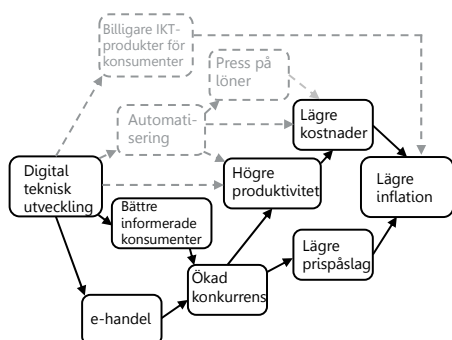 Billigare IKT-
produkter för
konsumenter
Press på
löner
Automati-
sering
Lägre
kostnader
Digital
teknisk
utveckling
Högre
produktivitet
Lägre
inflation
Bättre
informerade
konsumenter
Ökad
konkurrens
Lägre
prispåslag
e-handel